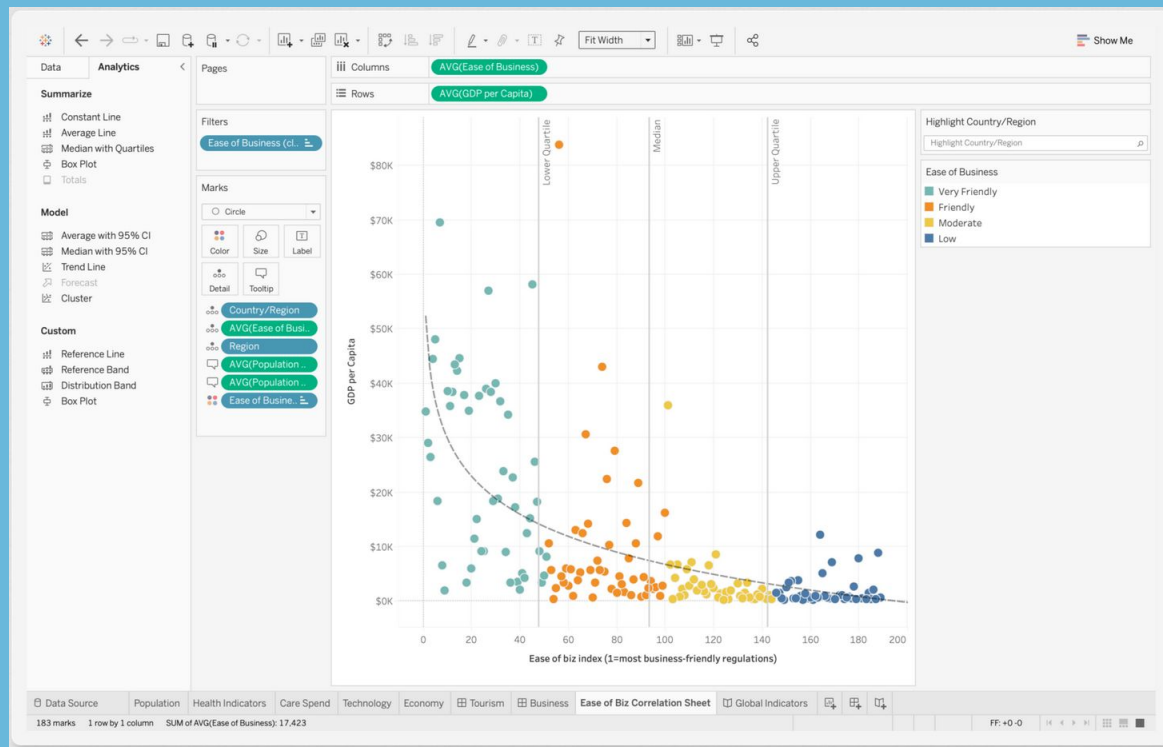 Fit Width
Show Me
Data
Analytics
Summarize
Constant Line
Average Line
Median with Quartiles
Box Plot
Totals
Model
Average with 95% CI
Median with 95% CI
Trend Line
Forecast
Cluster
Custom
Reference Line
Reference Band
Distribution Band
Box Plot
Pages
Filters
Ease of Business (cl..
Marks
Circle
Color
Size
Label
Detail
Tooltip
Country/Region
AVG(Ease of Busi..
Region
AVG(Population ..
AVG(Population ..
Ease of Busine..
Columns
AVG(Ease of Business)
Rows
AVG(GDP per Capita)
Lower Quartile
Median
Upper Quartile
GDP per Capita
$80K
$70K
$60K
$50K
$40K
$30K
$20K
$10K
$0K
0 20 40 60 80 100 120 140 160 180 200
Ease of biz index (1=most business-friendly regulations)
Highlight Country/Region
Highlight Country/Region
Ease of Business
Very Friendly
Friendly
Moderate
Low
Data Source Population Health Indicators Care Spend Technology Economy Tourism Business Ease of Biz Correlation Sheet Global Indicators
183 marks 1 row by 1 column SUM of AVG(Ease of Business): 17,423 FF: +0 -0